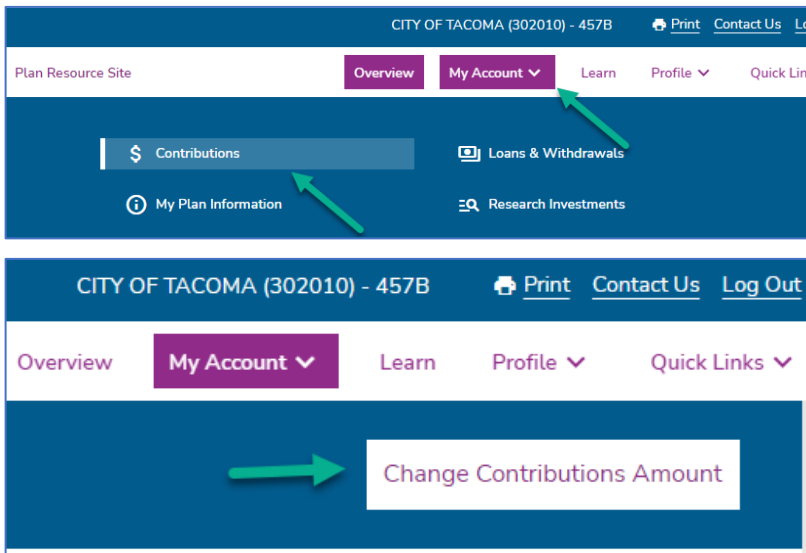 CITY OF TACOMA (302010) - 457B Print Contact Us
Plan Resource Site Overview My Account Learn Profile Quick
$ Contributions Loans & Withdrawals
My Plan Information Research Investments
CITY OF TACOMA (302010) - 457B Print Contact Us Log Out
Overview My Account Learn Profile Quick Links
Change Contributions Amount